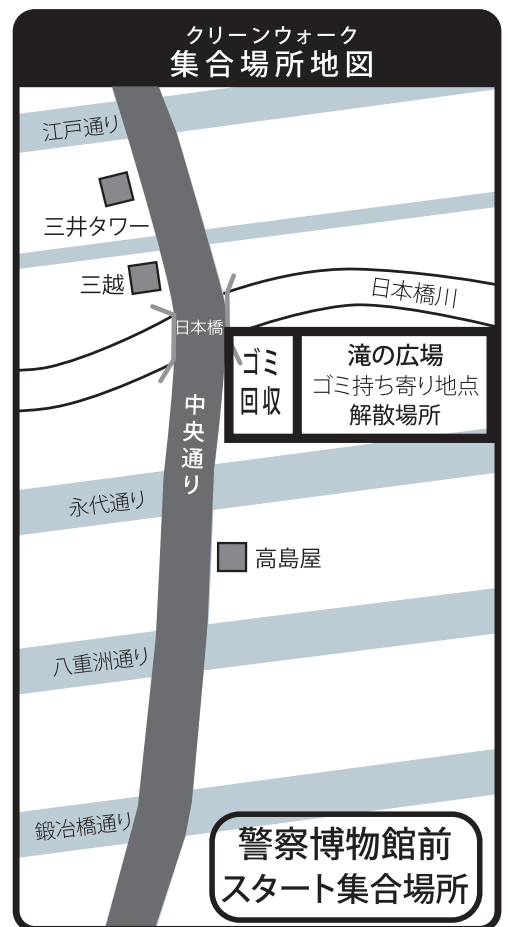 クリーンウォーク
集合場所地図
江戸通り
三井タワー
三越
日本橋川
日本橋
ゴミ
回収
滝の広場
ゴミ持ち寄り地点
解散場所
中央通り
永代通り
高島屋
八重洲通り
鍛冶橋通り
警察博物館前
スタート集合場所